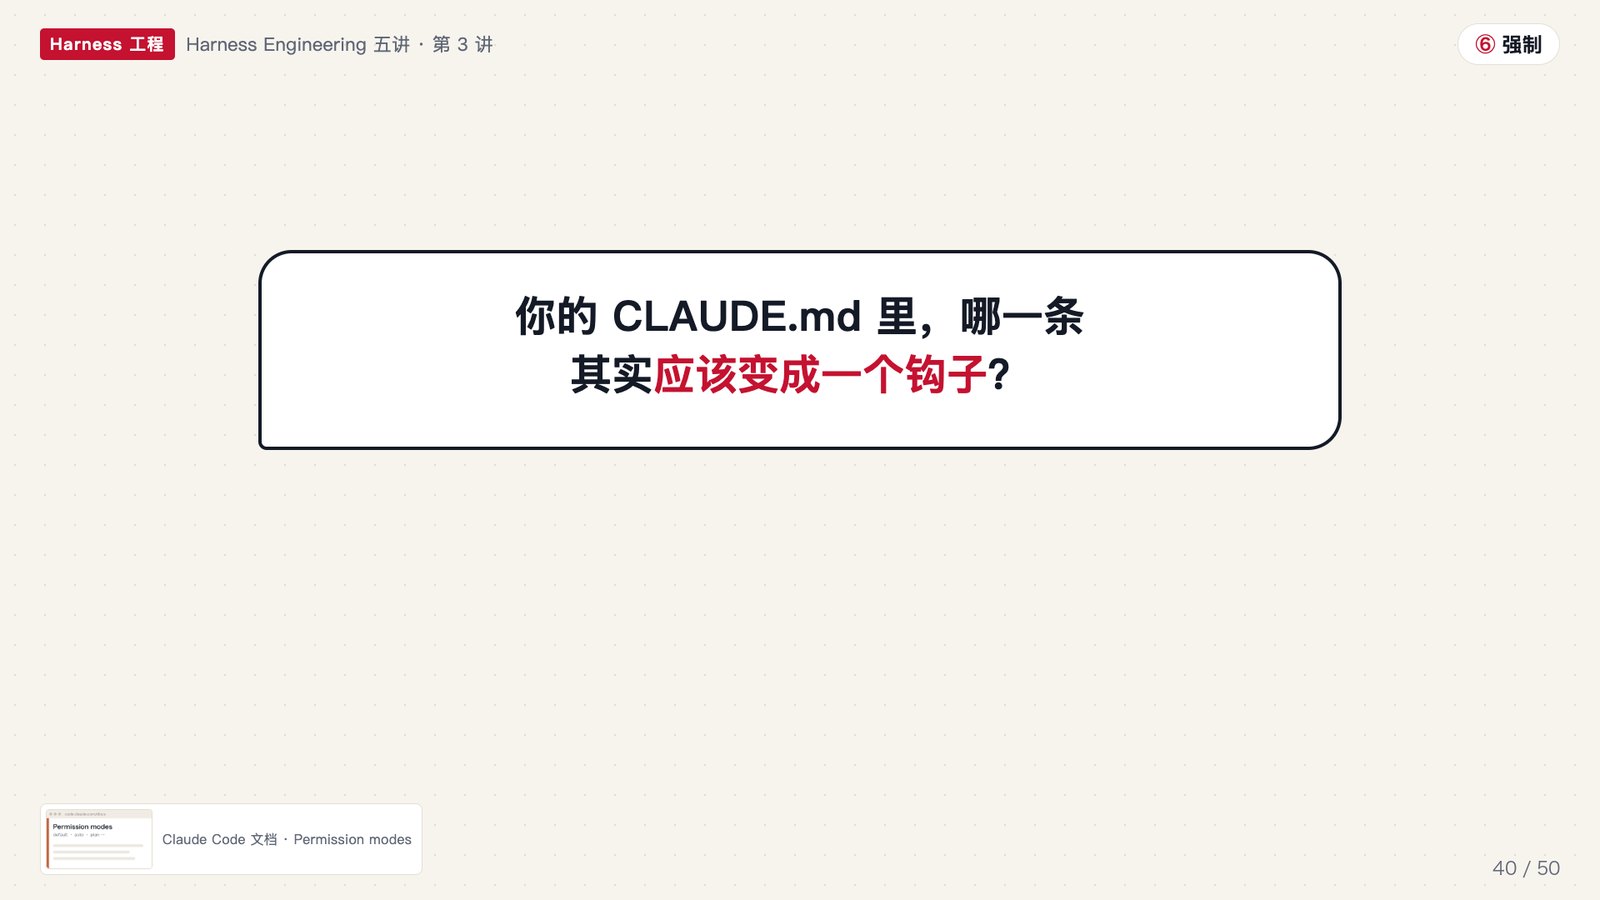 Harness 工程 Harness Engineering 五讲 · 第 3 讲
⑥ 强制
你的 CLAUDE.md 里，哪一条
其实应该变成一个钩子？
Permission modes
Claude Code 文档 · Permission modes
40 / 50